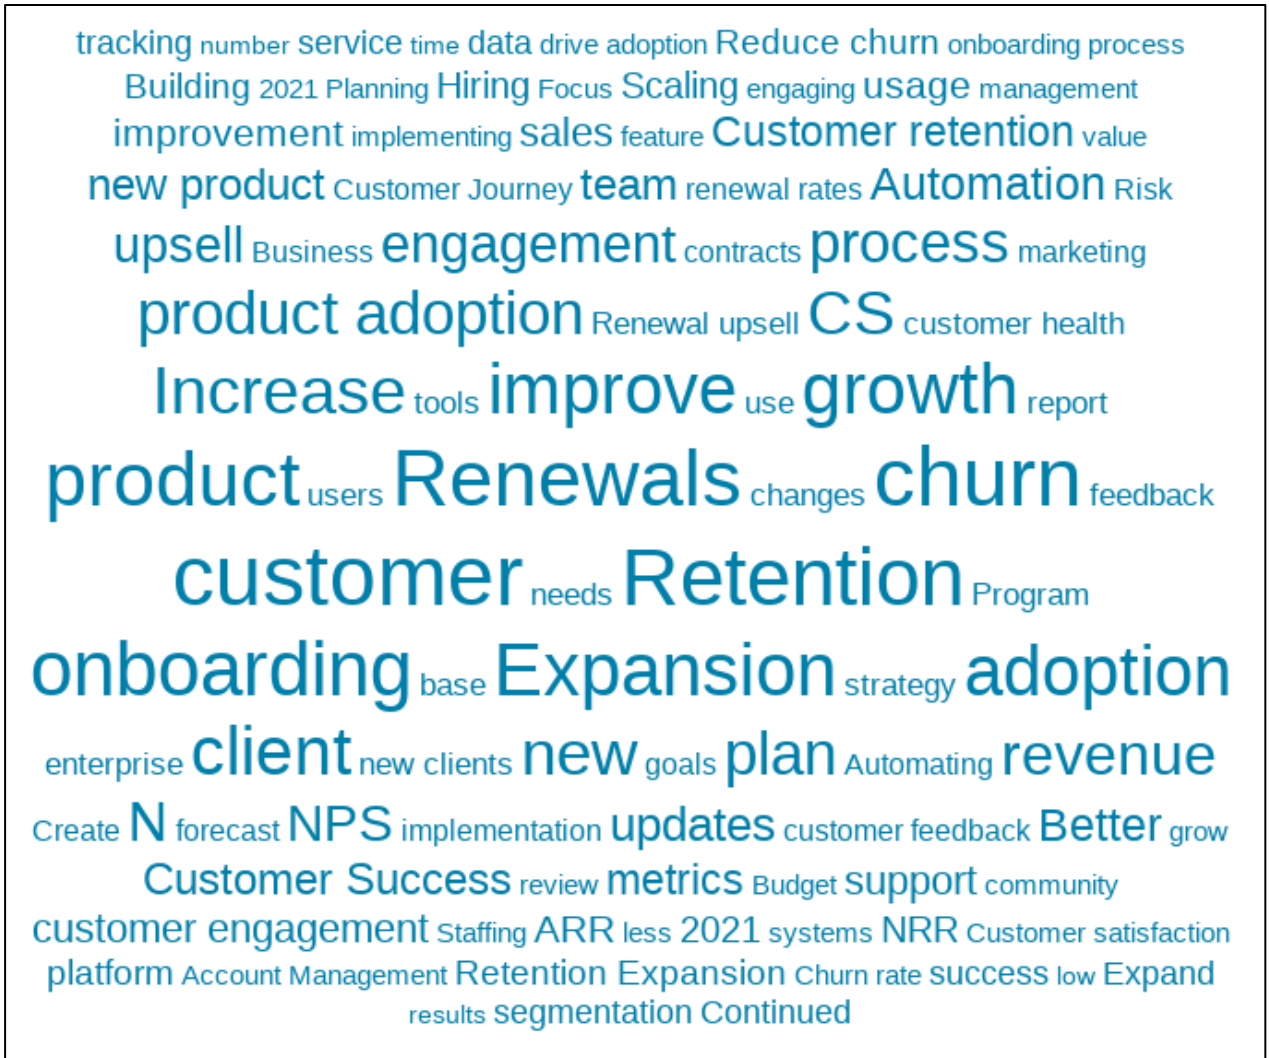 tracking number service time data drive adoption Reduce churn onboarding process
Building 2021 Planning Hiring Focus Scaling engaging usage management
improvement implementing sales feature Customer retention value
new product Customer Journey team renewal rates Automation Risk
upsell Business engagement contracts process marketing
product adoption Renewal upsell CS customer health
Increase tools improve use growth report
product users Renewals changes churn feedback
customer needs Retention Program
onboarding base Expansion strategy adoption
enterprise client new clients new goals plan Automating revenue
Create N forecast NPS implementation updates customer feedback Better grow
Customer Success review metrics Budget support community
customer engagement Staffing ARR less 2021 systems NRR Customer satisfaction
platform Account Management Retention Expansion Churn rate success low Expand
results segmentation Continued